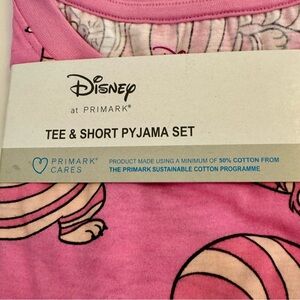 Disney
at PRIMARK®
TEE & SHORT PYJAMA SET
PRIMARK®
CARES
PRODUCT MADE USING A MINIMUM OF 50% COTTON FROM
THE PRIMARK SUSTAINABLE COTTON PROGRAMME